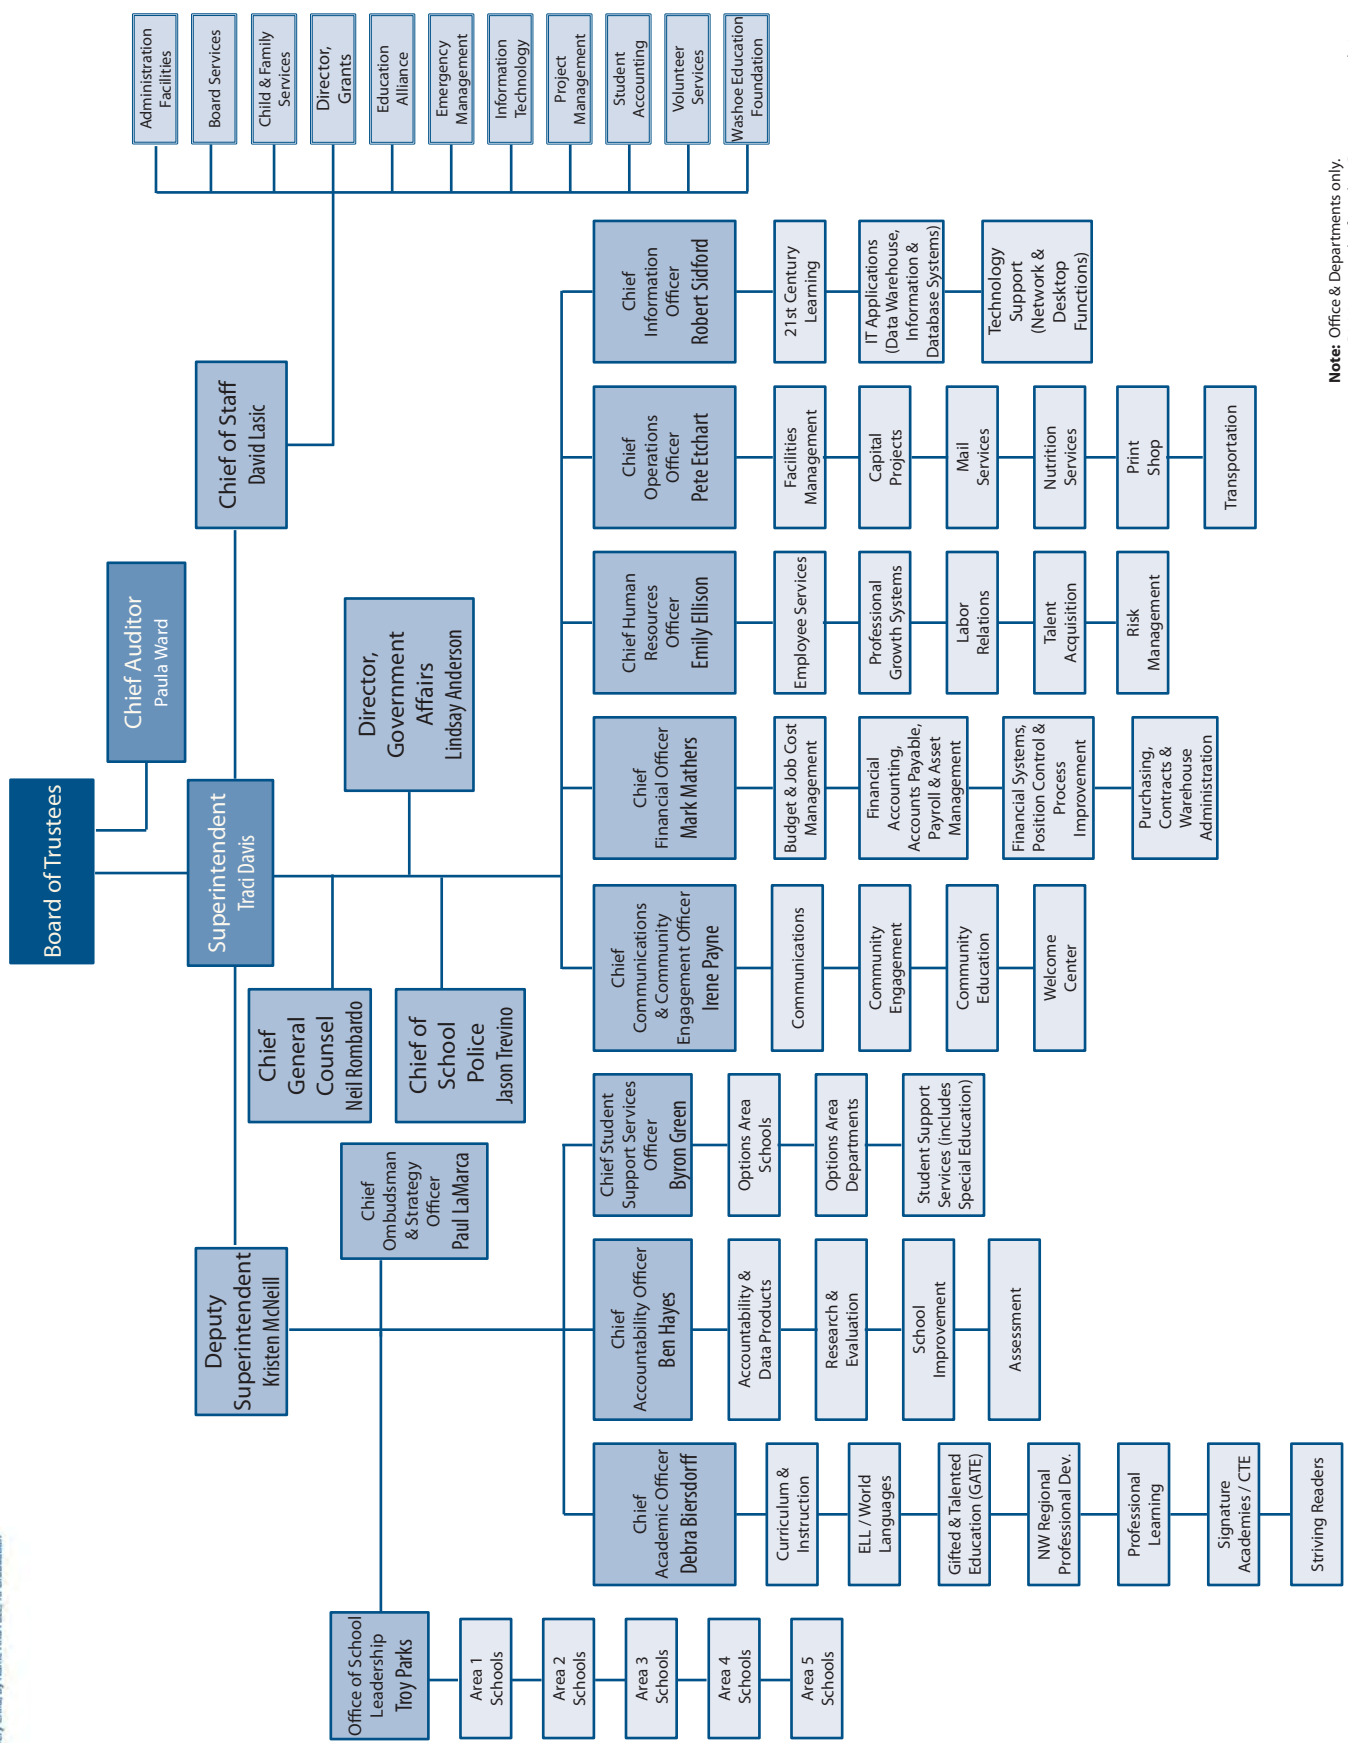 Board of Trustees
Chief Auditor
Paula Ward
Superintendent
Traci Davis
Deputy
Superintendent
Kristen McNeill
Chief of Staff
David Lasic
Chief
General
Counsel
Neil Rombardo
Chief of
School
Police
Jason Trevino
Director,
Government
Affairs
Lindsay Anderson
Chief
Ombudsman
& Strategy
Officer
Paul LaMarca
Office of School
Leadership
Troy Parks
Area 1
Schools
Area 2
Schools
Area 3
Schools
Area 4
Schools
Area 5
Schools
Chief
Academic Officer
Debra Biersdorff
Curriculum &
Instruction
ELL / World
Languages
Gifted & Talented
Education (GATE)
NW Regional
Professional Dev.
Professional
Learning
Signature
Academies / CTE
Striving Readers
Chief
Accountability Officer
Ben Hayes
Accountability &
Data Products
Research &
Evaluation
School
Improvement
Assessment
Chief Student
Support Services
Officer
Byron Green
Options Area
Schools
Options Area
Departments
Student Support
Services (includes
Special Education)
Chief
Communications
& Community
Engagement Officer
Irene Payne
Communications
Community
Engagement
Community
Education
Welcome
Center
Chief
Financial Officer
Mark Mathers
Budget & Job Cost
Management
Financial
Accounting,
Accounts Payable,
Payroll & Asset
Management
Financial Systems,
Position Control &
Process
Improvement
Purchasing,
Contracts &
Warehouse
Administration
Chief Human
Resources
Officer
Emily Ellison
Employee Services
Professional
Growth Systems
Labor
Relations
Talent
Acquisition
Risk
Management
Chief
Operations
Officer
Pete Etchart
Facilities
Management
Capital
Projects
Mail
Services
Nutrition
Services
Print
Shop
Transportation
Chief
Information
Officer
Robert Sidford
21st Century
Learning
IT Applications
(Data Warehouse,
Information &
Database Systems)
Technology
Support
(Network &
Desktop
Functions)
Administration
Facilities
Board Services
Child & Family
Services
Director,
Grants
Education
Alliance
Emergency
Management
Information
Technology
Project
Management
Student
Accounting
Volunteer
Services
Washoe Education
Foundation
Note: Office & Departments only.